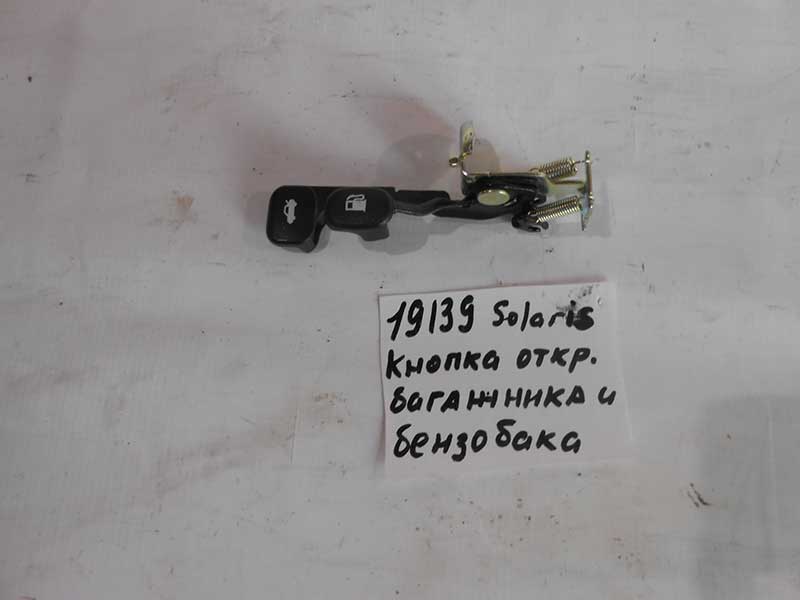 19139 Solaris
Кнопка откр.
багажника и
бензобака